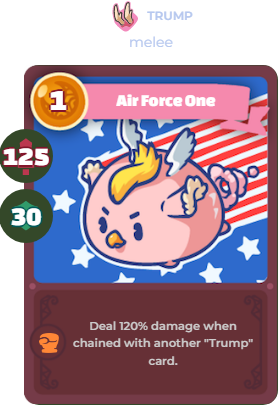 TRUMP
melee
1
Air Force One
125
30
Deal 120% damage when
chained with another "Trump"
card.